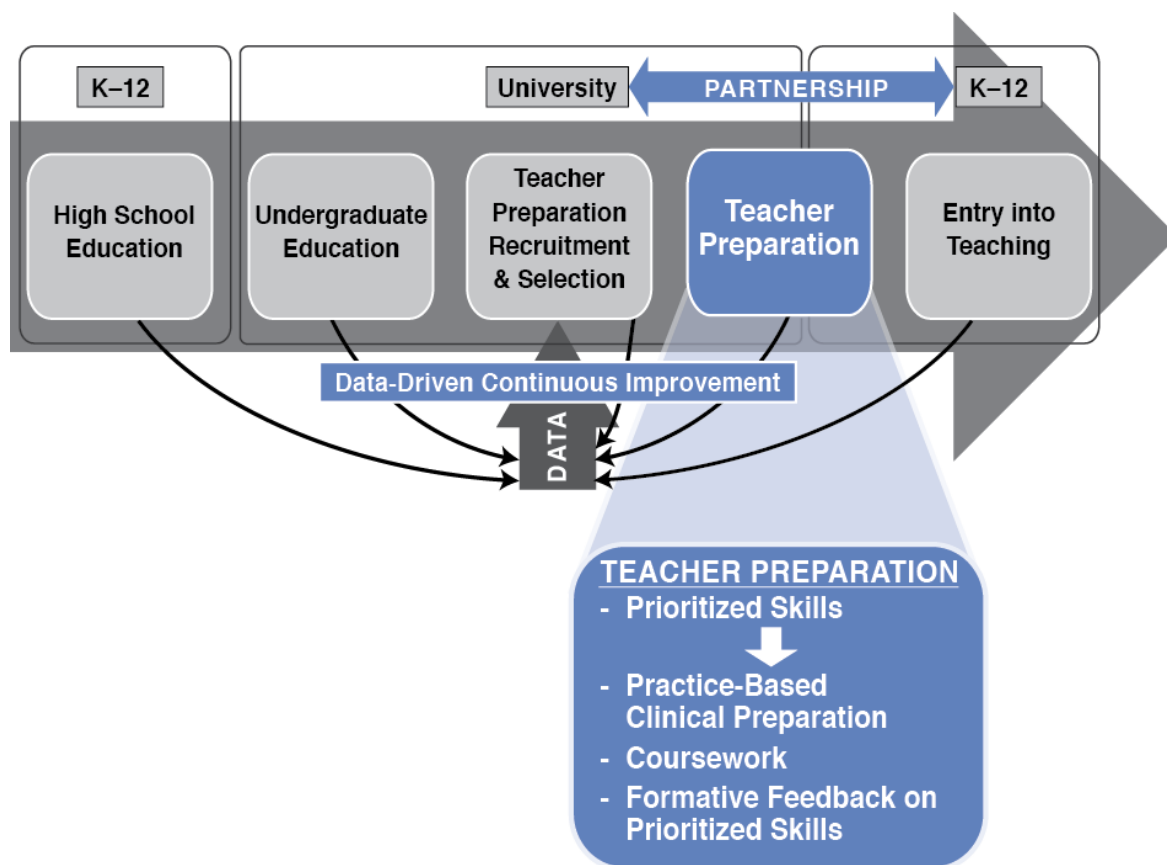 K–12
University
PARTNERSHIP
K–12
High School
Education
Undergraduate
Education
Teacher
Preparation
Recruitment
& Selection
Teacher
Preparation
Entry into
Teaching
Data-Driven Continuous Improvement
DATA
TEACHER PREPARATION
- Prioritized Skills
- Practice-Based
Clinical Preparation
- Coursework
- Formative Feedback on
Prioritized Skills